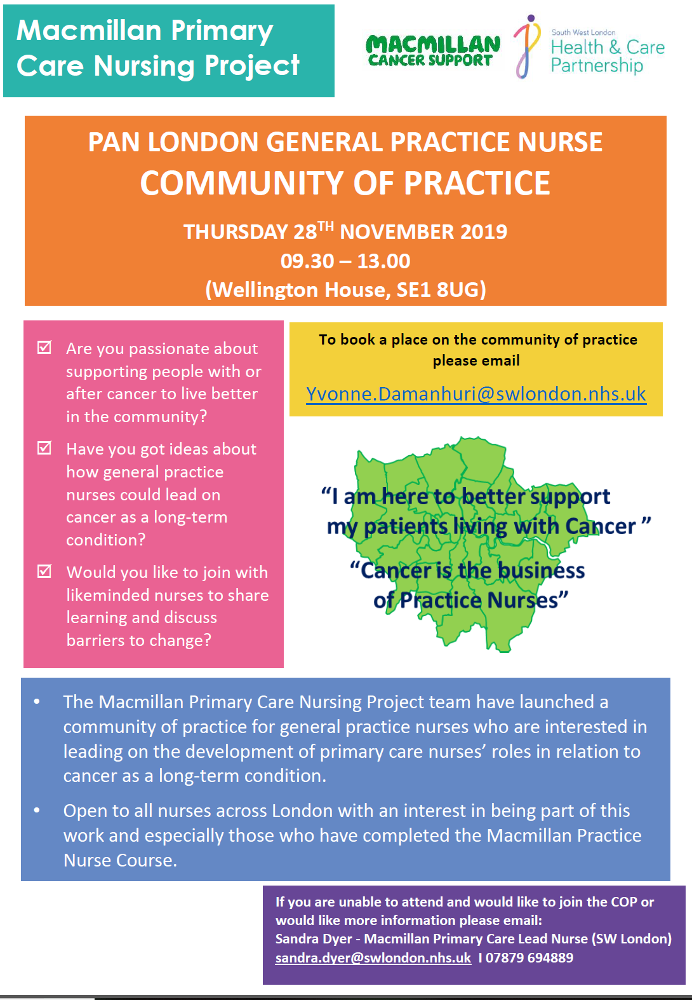 Macmillan Primary
Care Nursing Project
MACMILLAN
CANCER SUPPORT
South West London
Health & Care
Partnership
PAN LONDON GENERAL PRACTICE NURSE
COMMUNITY OF PRACTICE
THURSDAY 28TH NOVEMBER 2019
09.30 – 13.00
(Wellington House, SE1 8UG)
☑ Are you passionate about
supporting people with or
after cancer to live better
in the community?
☑ Have you got ideas about
how general practice
nurses could lead on
cancer as a long-term
condition?
☑ Would you like to join with
likeminded nurses to share
learning and discuss
barriers to change?
To book a place on the community of practice
please email
Yvonne.Damanhuri@swlondon.nhs.uk
“I am here to better support
my patients living with Cancer ”
“Cancer is the business
of Practice Nurses”
• The Macmillan Primary Care Nursing Project team have launched a
community of practice for general practice nurses who are interested in
leading on the development of primary care nurses’ roles in relation to
cancer as a long-term condition.
• Open to all nurses across London with an interest in being part of this
work and especially those who have completed the Macmillan Practice
Nurse Course.
If you are unable to attend and would like to join the COP or
would like more information please email:
Sandra Dyer - Macmillan Primary Care Lead Nurse (SW London)
sandra.dyer@swlondon.nhs.uk I 07879 694889